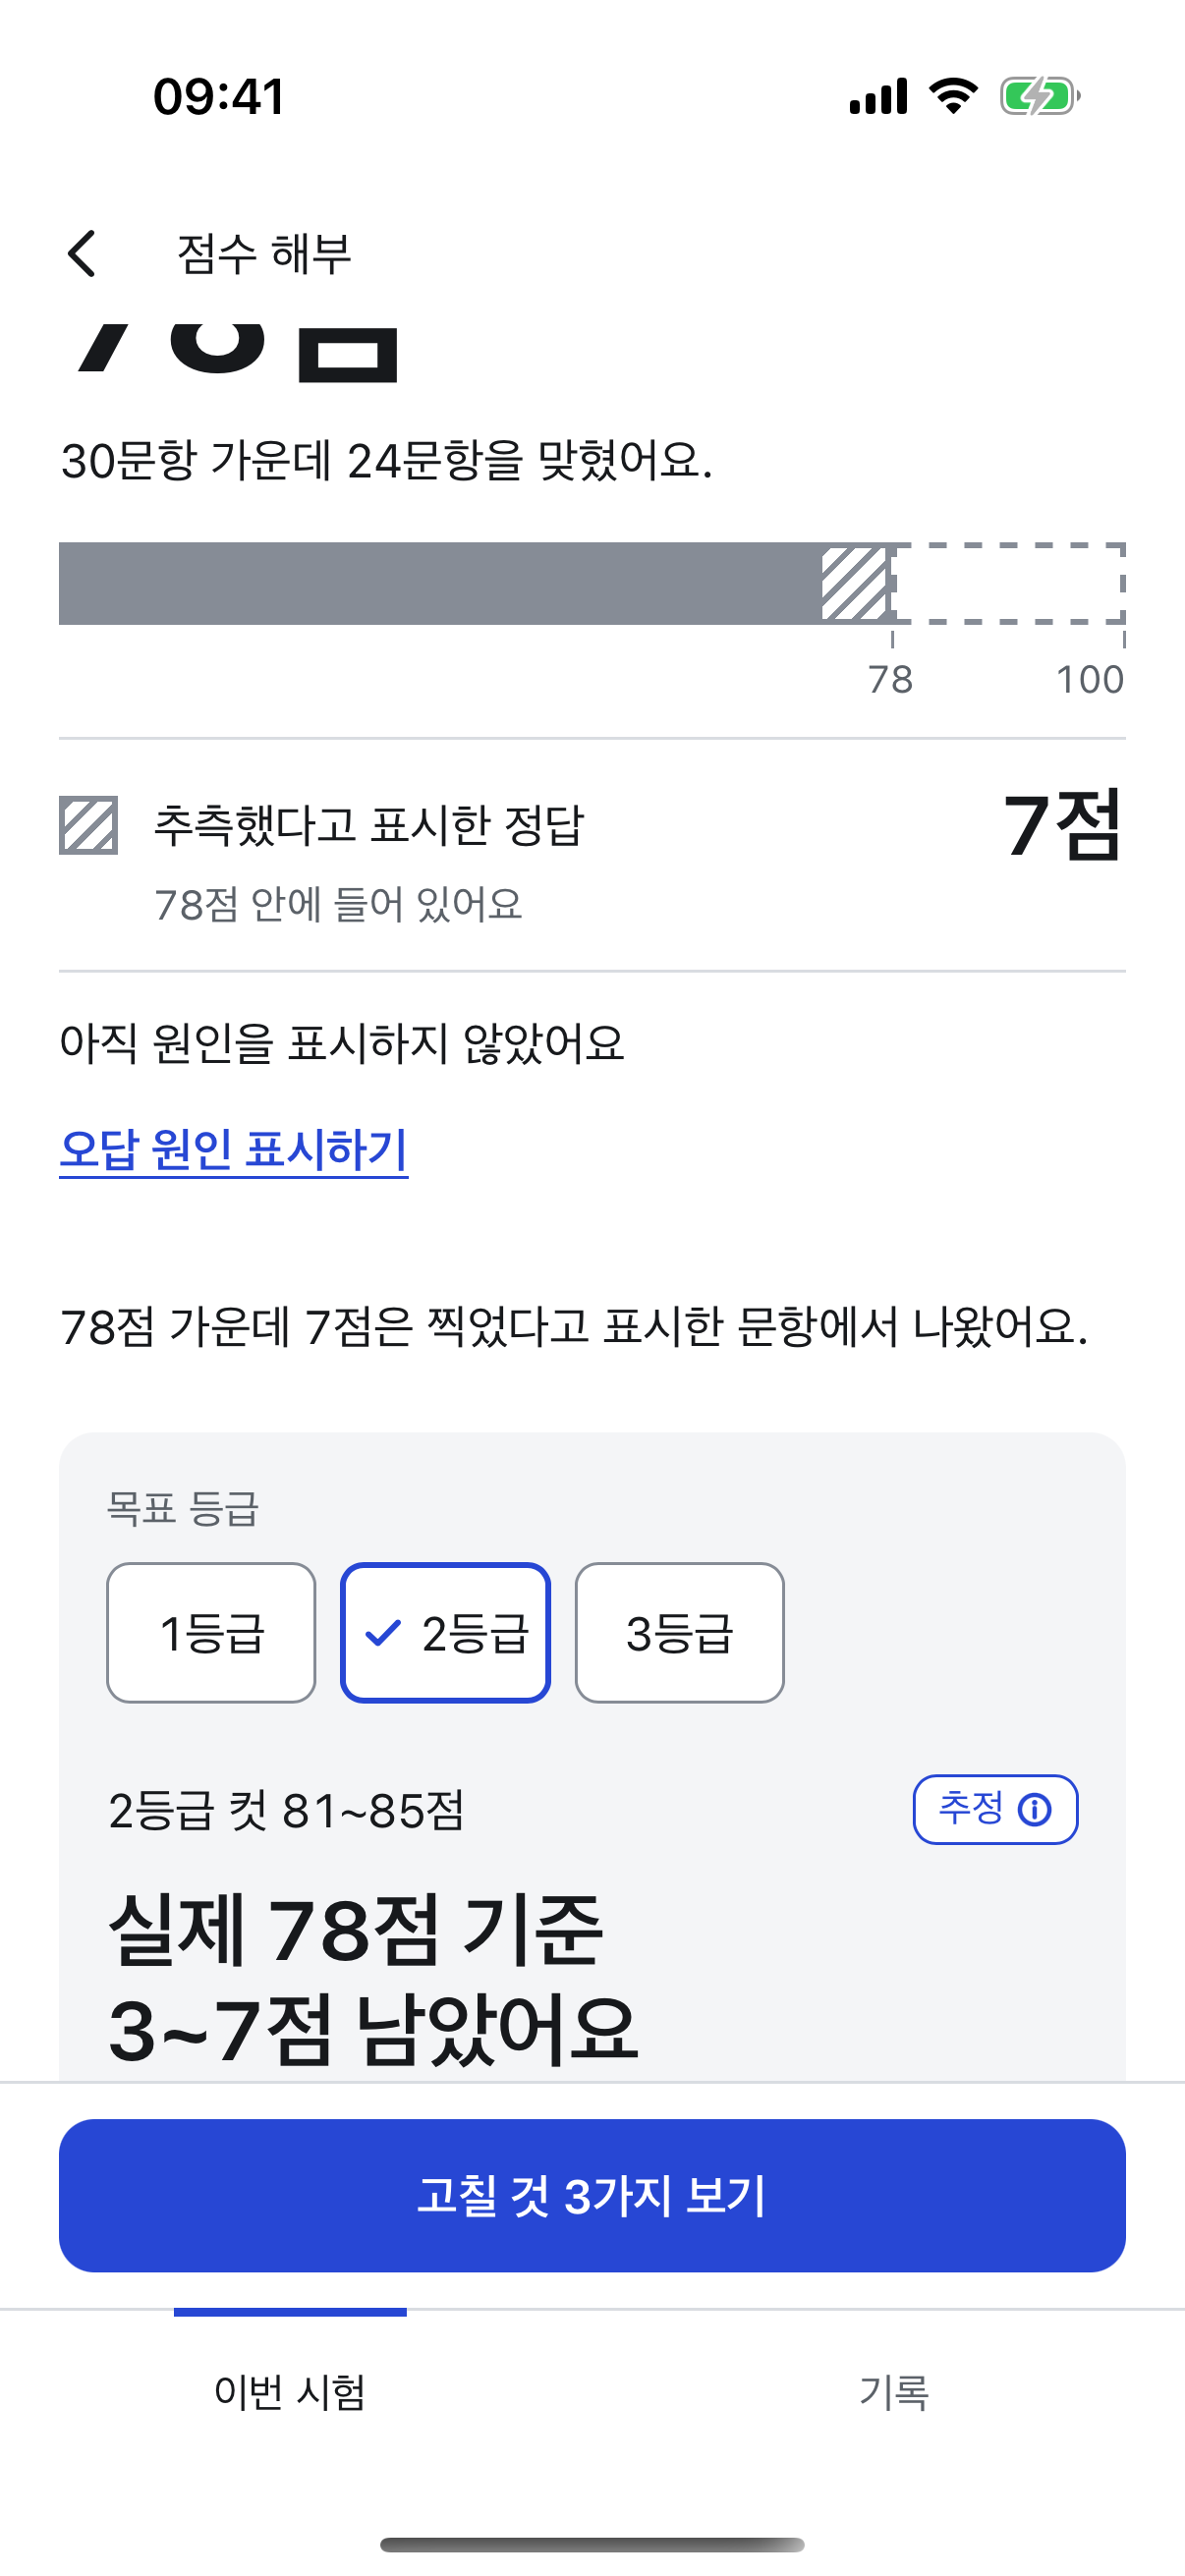 09:41
점수 해부
30문항 가운데 24문항을 맞혔어요.
78
100
추측했다고 표시한 정답
7점
78점 안에 들어 있어요
아직 원인을 표시하지 않았어요
오답 원인 표시하기
78점 가운데 7점은 찍었다고 표시한 문항에서 나왔어요.
목표 등급
1등급
2등급
3등급
2등급 컷 81~85점
추정
실제 78점 기준
3~7점 남았어요
고칠 것 3가지 보기
이번 시험
기록